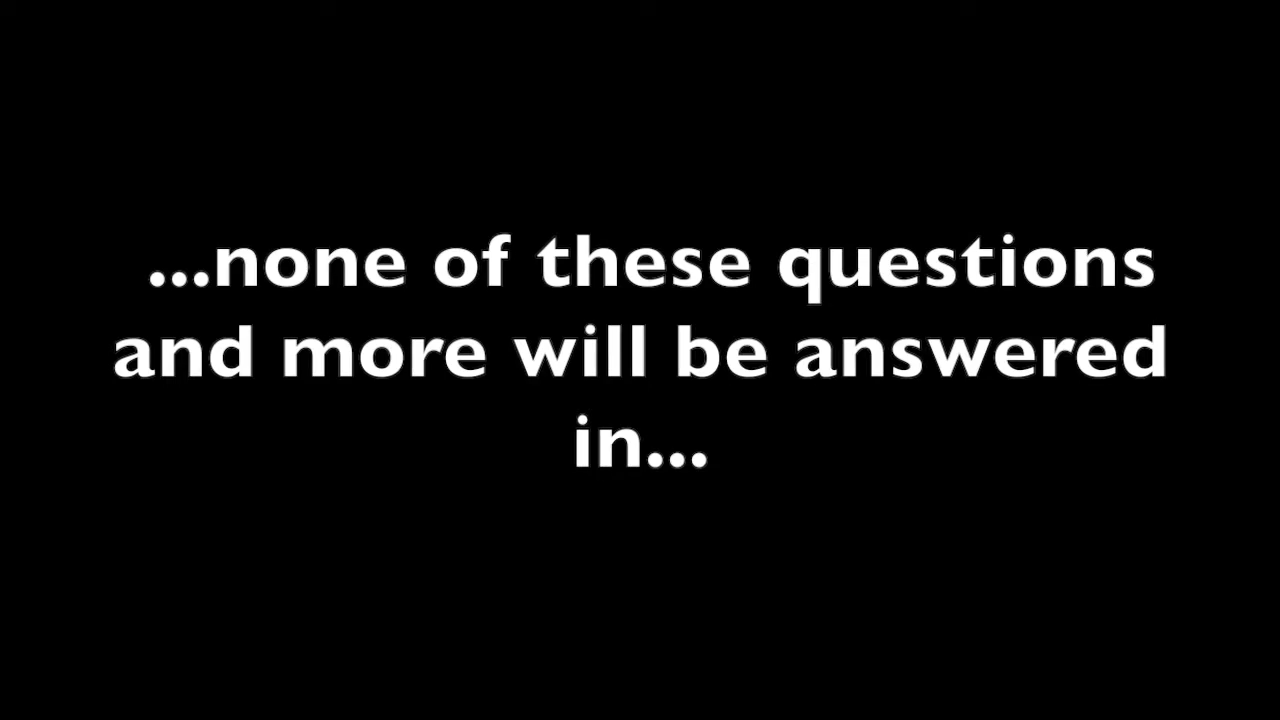 ...none of these questions
and more will be answered
in...